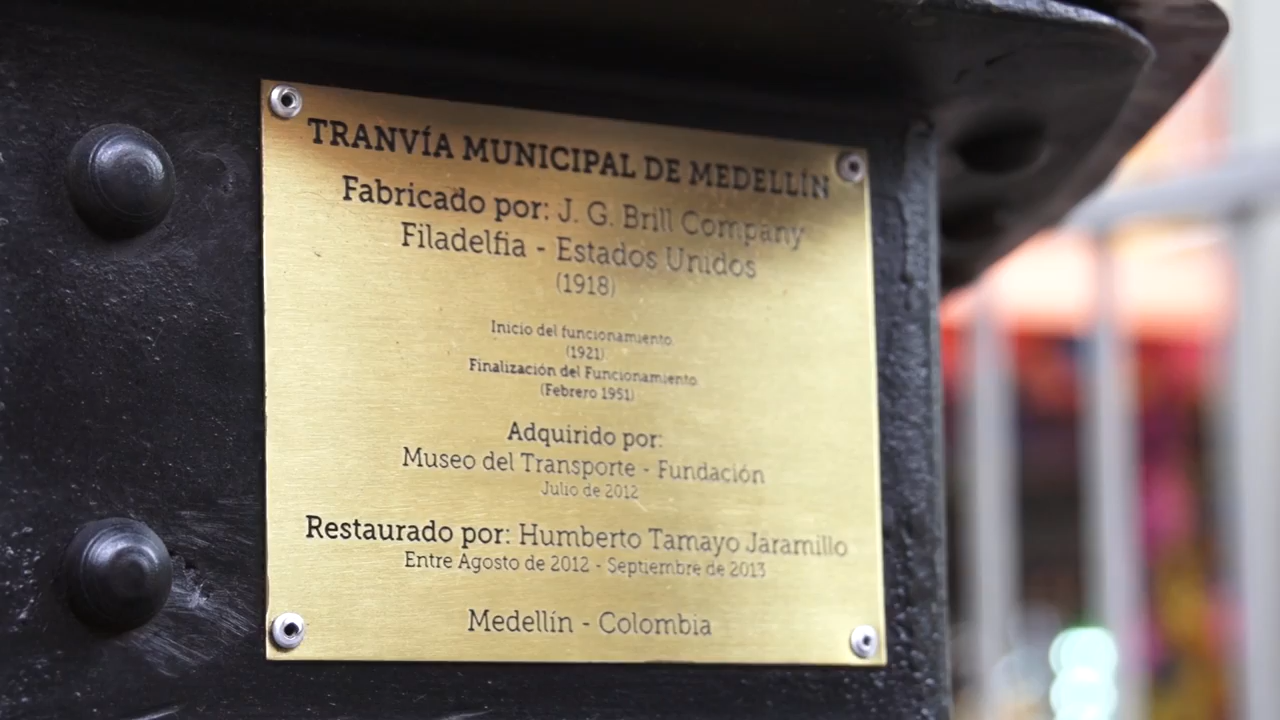 TRANVÍA MUNICIPAL DE MEDELLÍN
Fabricado por: J. G. Brill Company
Filadelfia - Estados Unidos
(1918)
Inicio del funcionamiento
(1921)
Finalización del Funcionamiento
(Febrero 1951)
Adquirido por:
Museo del Transporte - Fundación
Julio de 2012
Restaurado por: Humberto Tamayo Jaramillo
Entre Agosto de 2012 - Septiembre de 2013
Medellín - Colombia